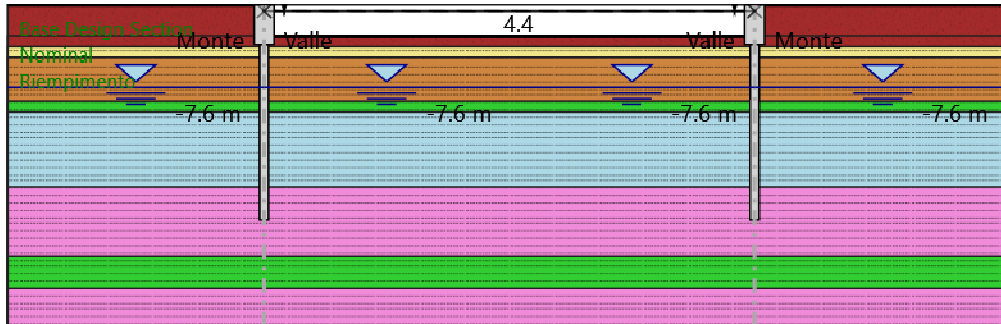 Base Design Section
4.4
Monte Valle Valle Monte
Nominal
Riempimento
-7.6 m -7.6 m -7.6 m -7.6 m